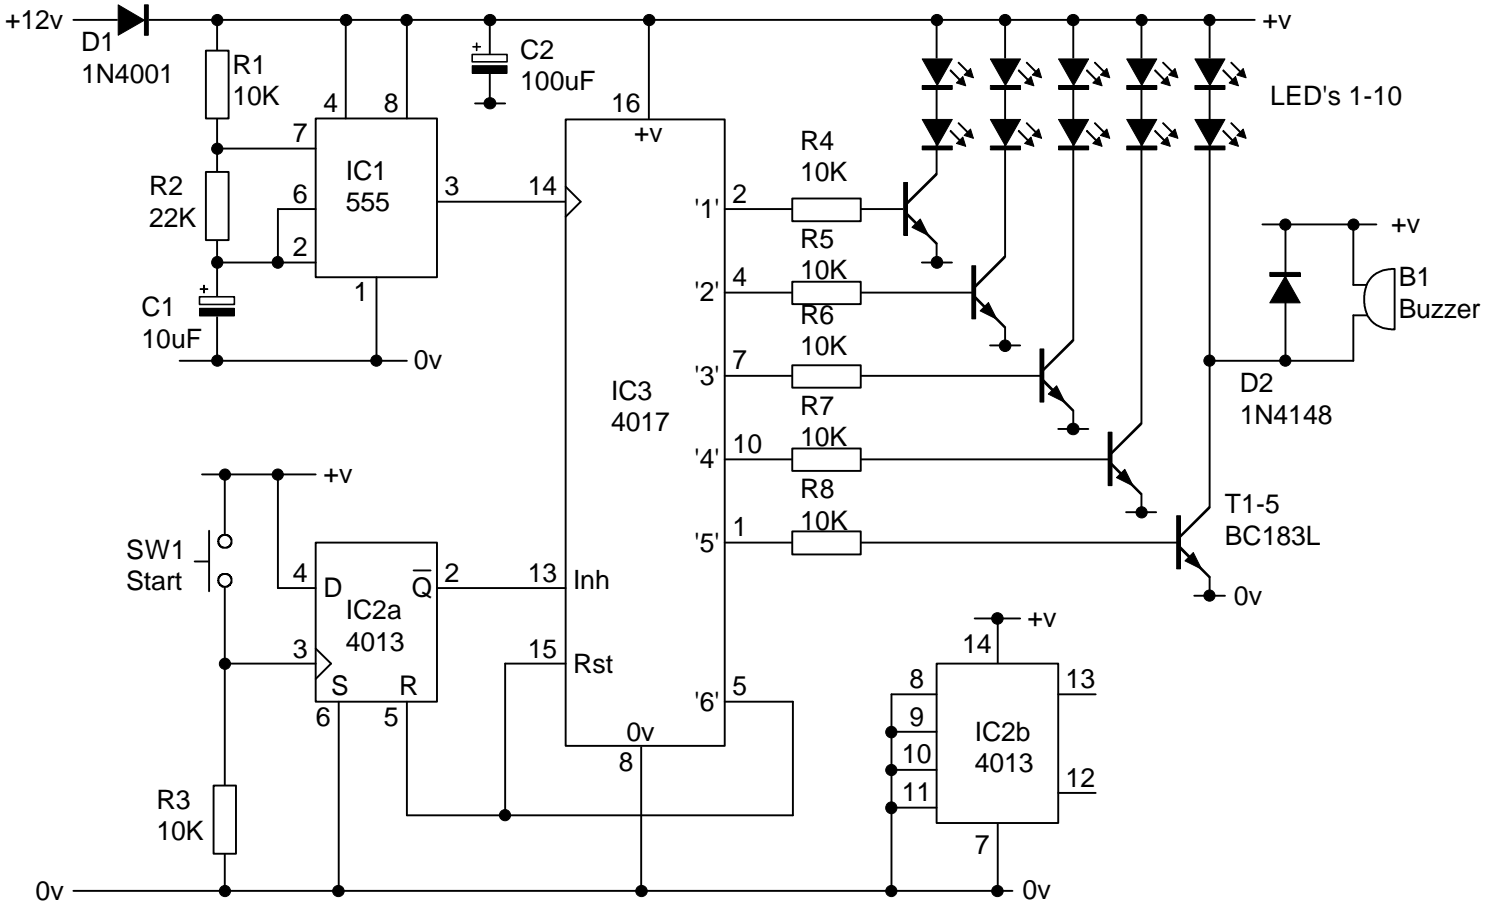 +12v
D1
1N4001
R1
10K
4
8
+
C2
100uF
16
+v
+v
LED's 1-10
7
IC1
555
R2
22K
6
2
3
14
1
+
C1
10uF
0v
'1'
2
R4
10K
'2'
4
R5
10K
'3'
7
R6
10K
IC3
4017
'4'
10
R7
10K
'5'
1
R8
10K
+v
B1
Buzzer
D2
1N4148
T1-5
BC183L
0v
+v
SW1
Start
4
D
Q
2
13
Inh
IC2a
4013
3
S
R
6
5
15
Rst
'6'
5
0v
8
R3
10K
+v
14
8
9
10
11
IC2b
4013
13
12
7
0v
0v